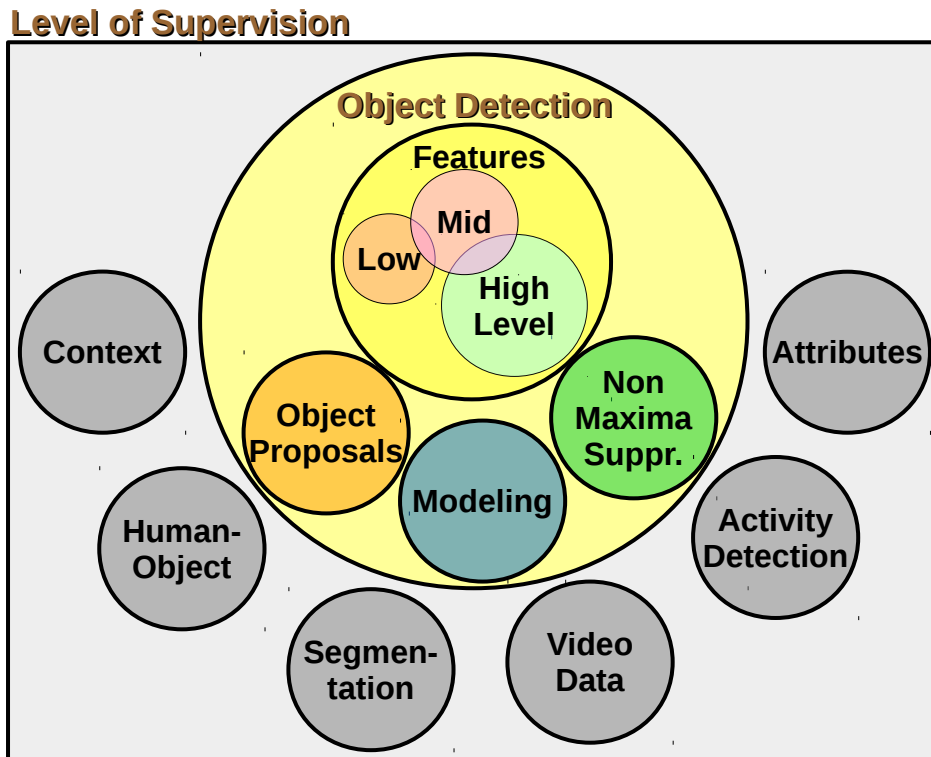 Level of Supervision
Object Detection
Features
Mid
Low
High
Level
Context
Attributes
Object
Proposals
Non
Maxima
Suppr.
Modeling
Human-
Object
Activity
Detection
Segmen-
tation
Video
Data